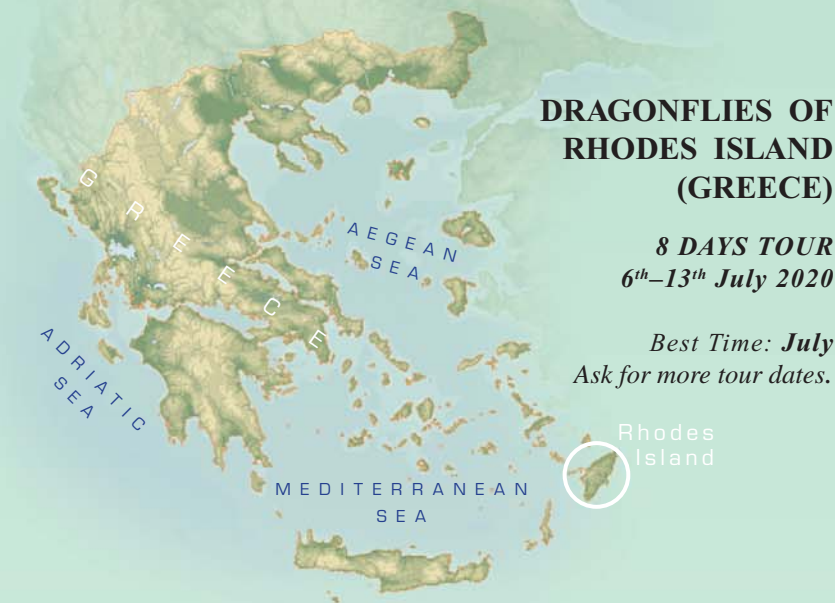 DRAGONFLIES OF
RHODES ISLAND
(GREECE)
8 DAYS TOUR
6th–13th July 2020
Best Time: July
Ask for more tour dates.
GREECE
AEGEAN
SEA
ADRIATIC
SEA
Rhodes
Island
MEDITERRANEAN
SEA